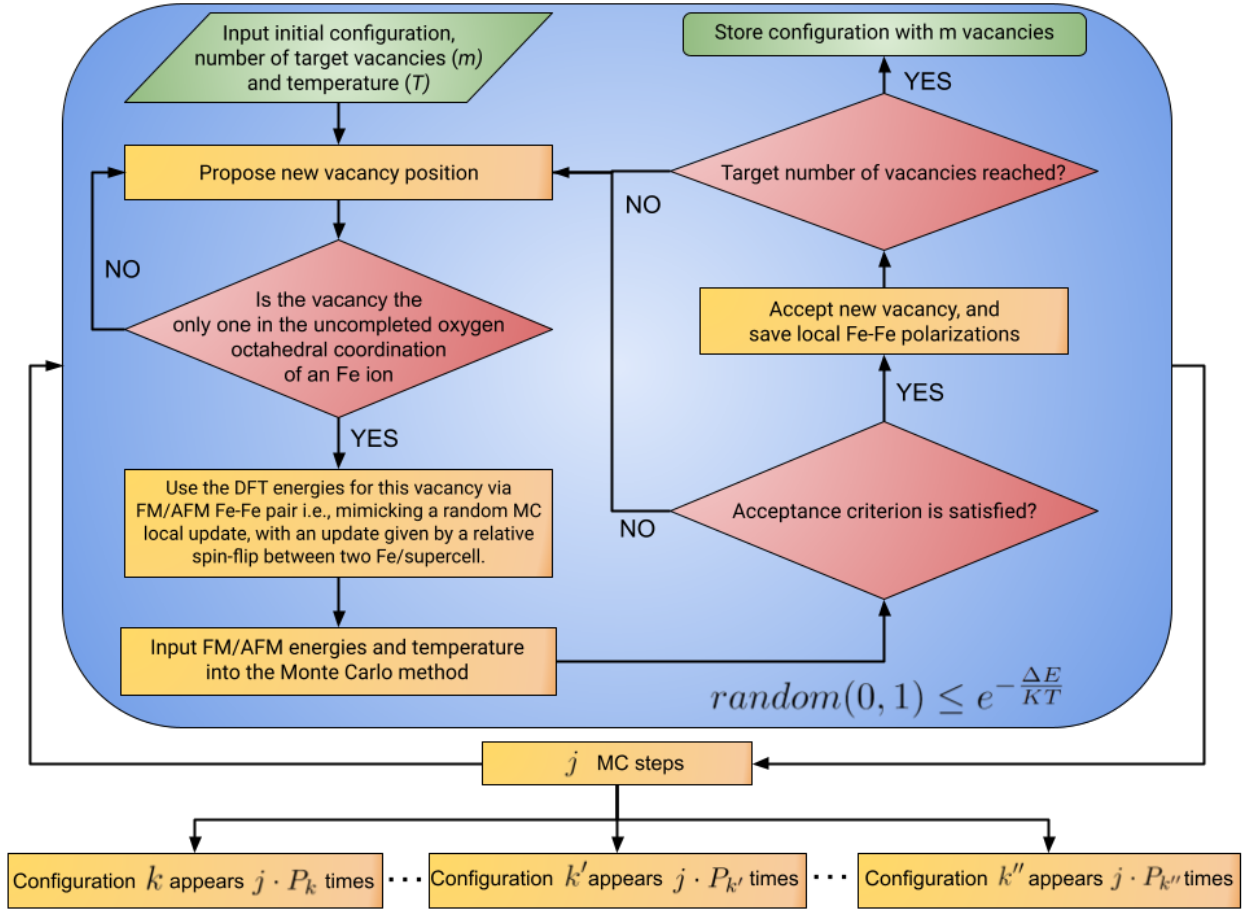 Input initial configuration,
number of target vacancies (m)
and temperature (T)
Propose new vacancy position
NO
Is the vacancy the
only one in the uncompleted oxygen
octahedral coordination
of an Fe ion
YES
Use the DFT energies for this vacancy via
FM/AFM Fe-Fe pair i.e., mimicking a random MC
local update, with an update given by a relative
spin-flip between two Fe/supercell.
Input FM/AFM energies and temperature
into the Monte Carlo method
Store configuration with m vacancies
YES
Target number of vacancies reached?
NO
Accept new vacancy, and
save local Fe-Fe polarizations
YES
Acceptance criterion is satisfied?
NO
random(0, 1) ≤ e^{-\frac{ΔE}{KT}}
j MC steps
Configuration k appears j · P_k times
...
Configuration k′ appears j · P_{k′} times
...
Configuration k″ appears j · P_{k″} times